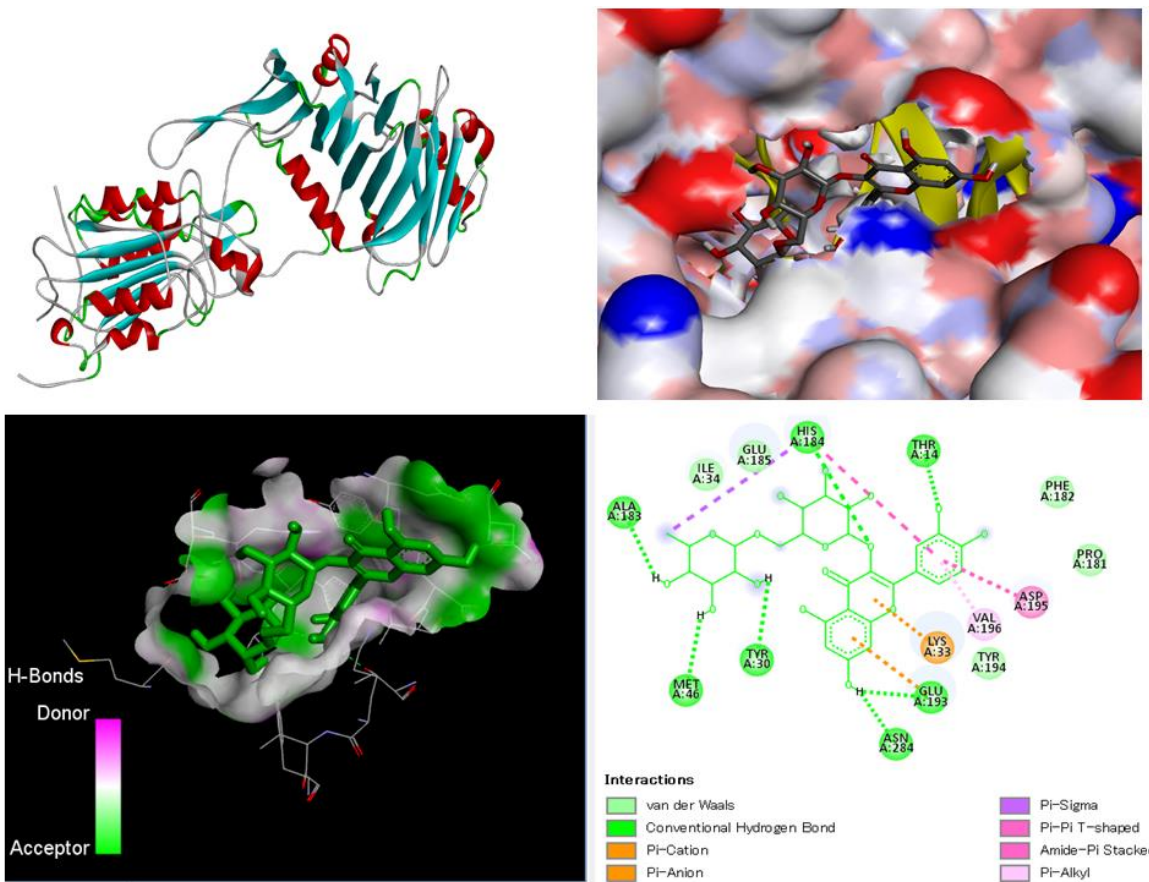 H-Bonds
Donor
Acceptor
HIS
A:184
THR
A:14
GLU
A:185
ILE
A:34
PHE
A:182
ALA
A:183
PRO
A:181
H
H
H
ASP
A:195
VAL
A:196
LYS
A:33
TYR
A:194
TYR
A:30
MET
A:46
H
GLU
A:193
ASN
A:284
Interactions
van der Waals
Conventional Hydrogen Bond
Pi-Cation
Pi-Anion
Pi-Sigma
Pi-Pi T-shaped
Amide-Pi Stacked
Pi-Alkyl